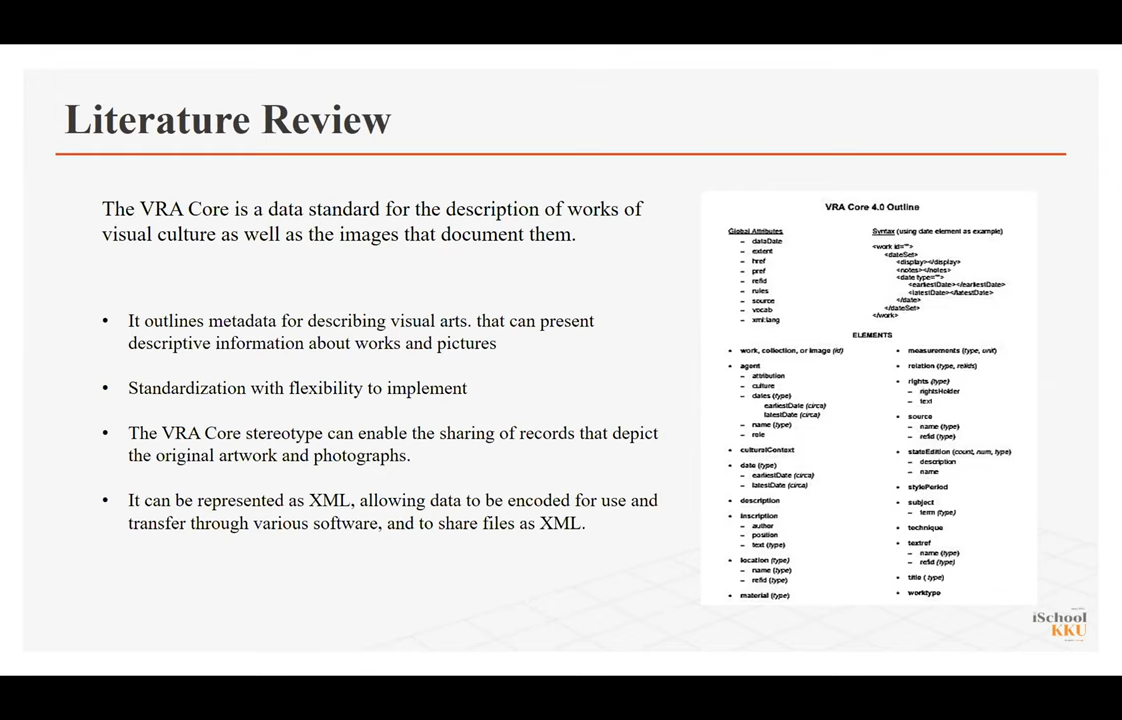 Literature Review
The VRA Core is a data standard for the description of works of
visual culture as well as the images that document them.
• It outlines metadata for describing visual arts. that can present
descriptive information about works and pictures
• Standardization with flexibility to implement
• The VRA Core stereotype can enable the sharing of records that depict
the original artwork and photographs.
• It can be represented as XML, allowing data to be encoded for use and
transfer through various software, and to share files as XML.
VRA Core 4.0 Outline
Global Attributes
– dataDate
– extent
– href
– pref
– refid
– rules
– source
– vocab
– xml:lang
Syntax (using date element as example)
<work id="">
<dateSet>
<display></display>
<notes></notes>
<date type="">
<earliestDate></earliestDate>
<latestDate></latestDate>
</date>
</dateSet>
</work>
ELEMENTS
• work, collection, or image (id)
• agent
– attribution
– culture
– dates (type)
earliestDate (circa)
latestDate (circa)
– name (type)
– role
• culturalContext
• date (type)
– earliestDate (circa)
– latestDate (circa)
• description
• inscription
– author
– position
– text (type)
• location (type)
– name (type)
– refid (type)
• material (type)
• measurements (type, unit)
• relation (type, relids)
• rights (type)
– rightsHolder
– text
• source
– name (type)
– refid (type)
• stateEdition (count, num, type)
– description
– name
• stylePeriod
• subject
– term (type)
• technique
• textref
– name (type)
– refid (type)
• title ( type)
• worktype
iSchool
KKU